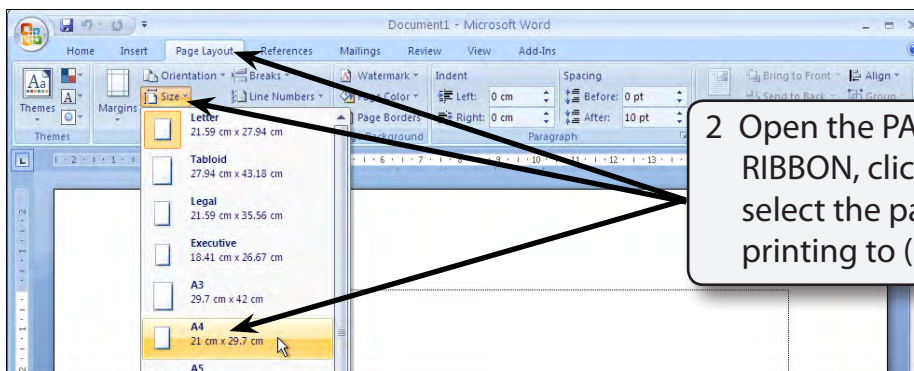 Document1 - Microsoft Word
Home Insert Page Layout References Mailings Review View Add-Ins
Themes
Margins
Orientation
Size
Breaks
Line Numbers
Watermark
Page Color
Page Borders
Background
Indent
Left: 0 cm
Right: 0 cm
Spacing
Before: 0 pt
After: 10 pt
Paragraph
Bring to Front
Send to Back
Align
Group
Themes
Letter
21.59 cm x 27.94 cm
Tabloid
27.94 cm x 43.18 cm
Legal
21.59 cm x 35.56 cm
Executive
18.41 cm x 26.67 cm
A3
29.7 cm x 42 cm
A4
21 cm x 29.7 cm
A5
2 Open the PA
RIBBON, clic
select the pa
printing to (